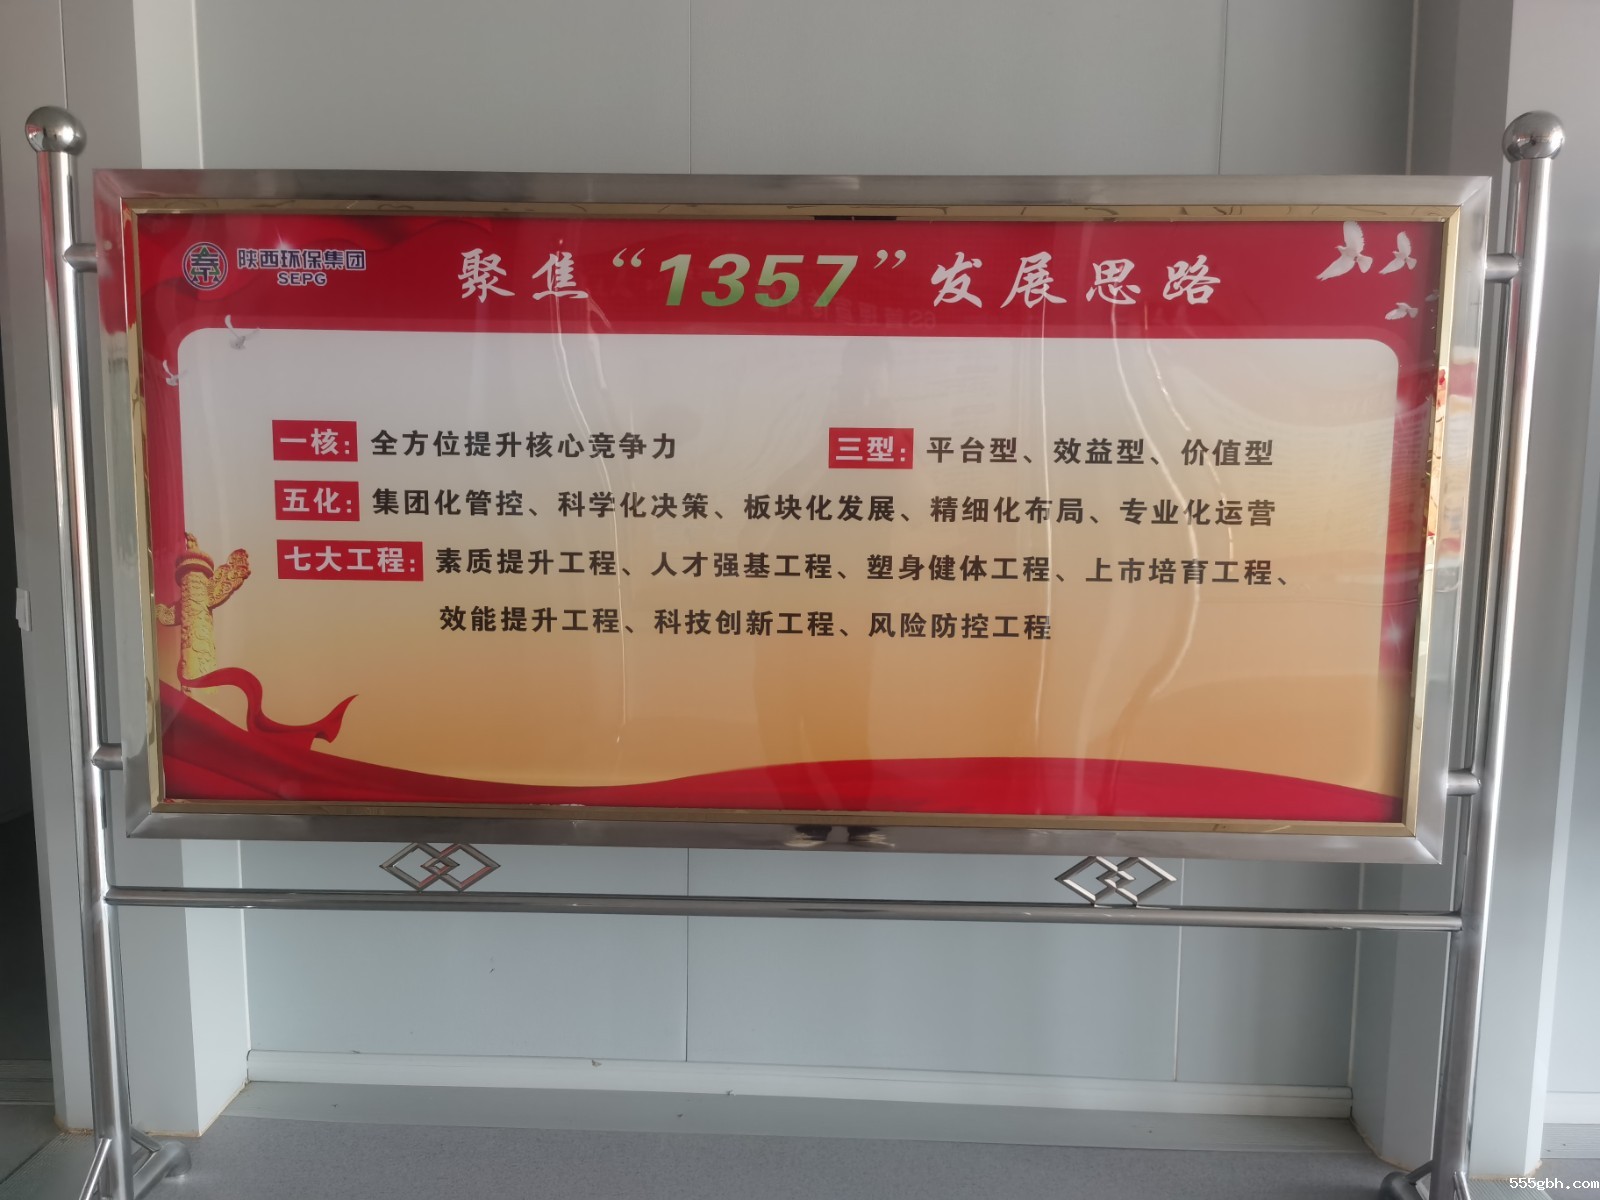 陕西环保集团
SEPG
聚焦“1357”发展思路
一核：全方位提升核心竞争力 三型：平台型、效益型、价值型
五化：集团化管控、科学化决策、板块化发展、精细化布局、专业化运营
七大工程：素质提升工程、人才强基工程、塑身健体工程、上市培育工程、
效能提升工程、科技创新工程、风险防控工程
555gbh.com